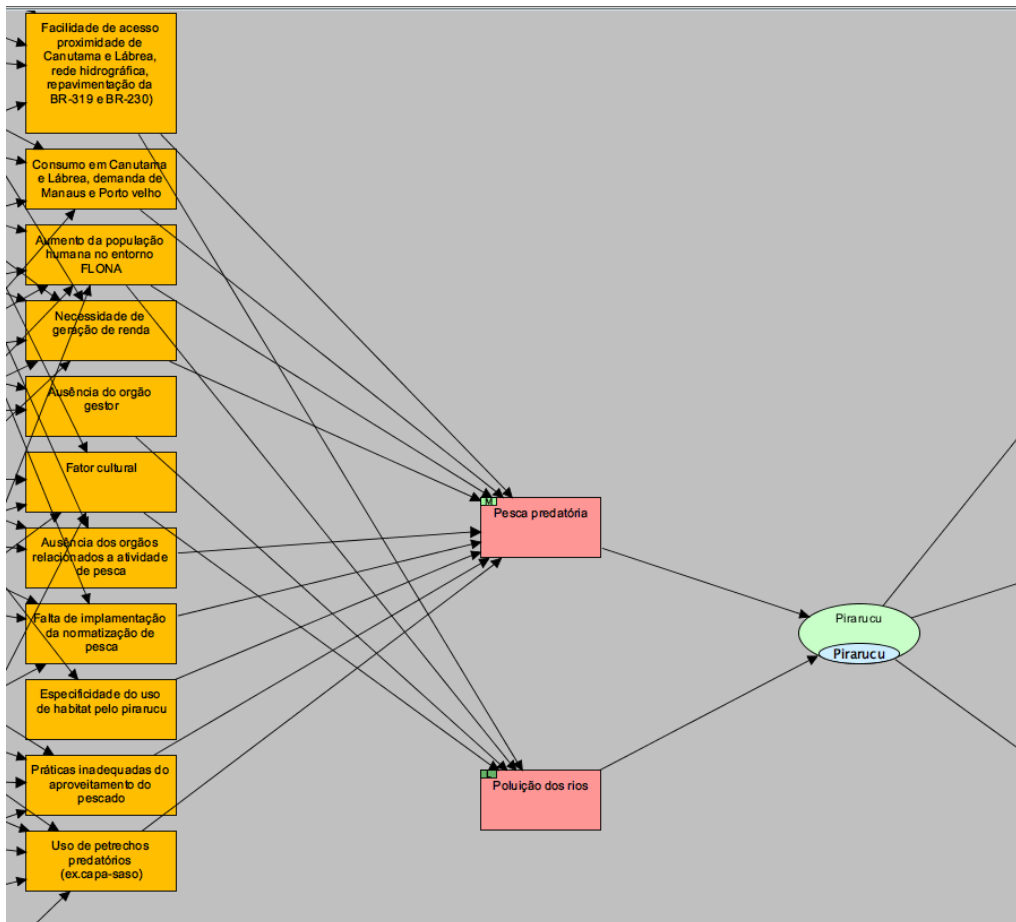 Facilidade de acesso
proximidade de
Canutama e Lábrea,
rede hidrográfica,
repavimentação da
BR-319 e BR-230)
Consumo em Canutama
e Lábrea, demanda de
Manaus e Porto velho
Aumento da população
humana no entorno
FLONA
Necessidade de
geração de renda
Ausência do orgão
gestor
Fator cultural
Ausência dos orgãos
relacionados a atividade
de pesca
Falta de implamentação
da normatização de
pesca
Especificidade do uso
de habitat pelo pirarucu
Práticas inadequadas do
aproveitamento do
pescado
Uso de petrechos
predatórios
(ex.capa-saso)
M
Pesca predatória
L
Poluição dos rios
Pirarucu
Pirarucu